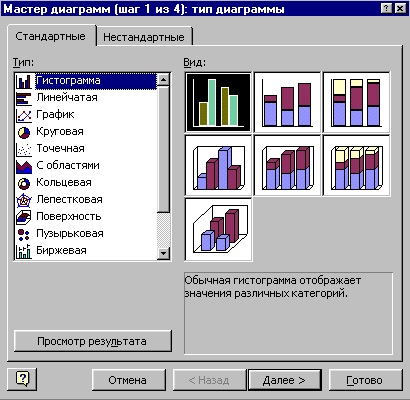 Мастер диаграмм (шаг 1 из 4): тип диаграммы
Стандартные Нестандартные
Тип: Вид:
Гистограмма
Линейчатая
График
Круговая
Точечная
С областями
Кольцевая
Лепестковая
Поверхность
Пузырьковая
Биржевая
Обычная гистограмма отображает
значения различных категорий.
Просмотр результата
Отмена < Назад Далее > Готово